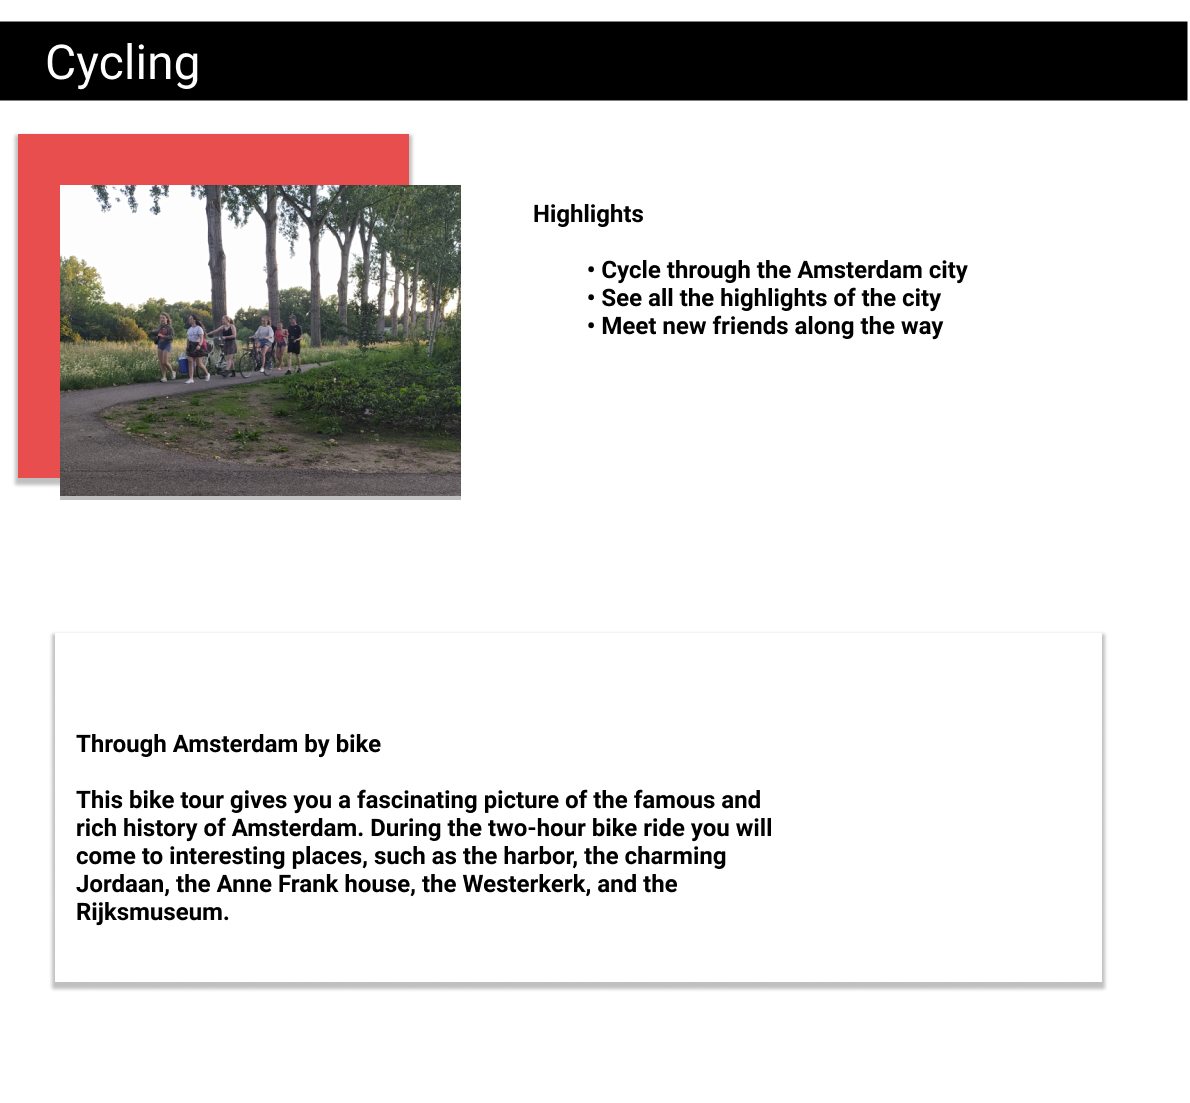 Cycling
Highlights
• Cycle through the Amsterdam city
• See all the highlights of the city
• Meet new friends along the way
Through Amsterdam by bike
This bike tour gives you a fascinating picture of the famous and
rich history of Amsterdam. During the two-hour bike ride you will
come to interesting places, such as the harbor, the charming
Jordaan, the Anne Frank house, the Westerkerk, and the
Rijksmuseum.